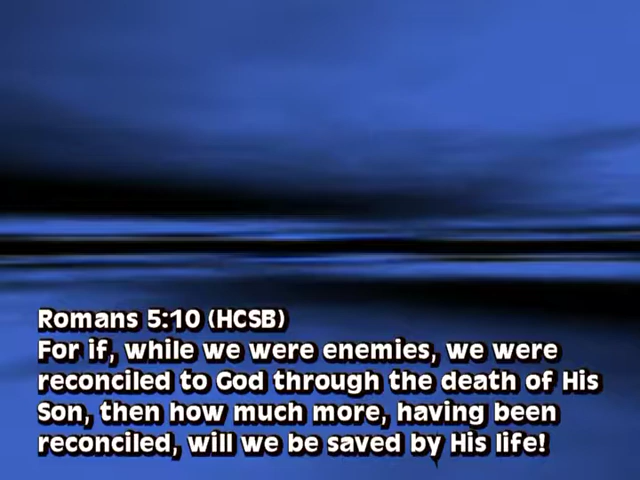 Romans 5:10 (HCSB)
For if, while we were enemies, we were
reconciled to God through the death of His
Son, then how much more, having been
reconciled, will we be saved by His life!